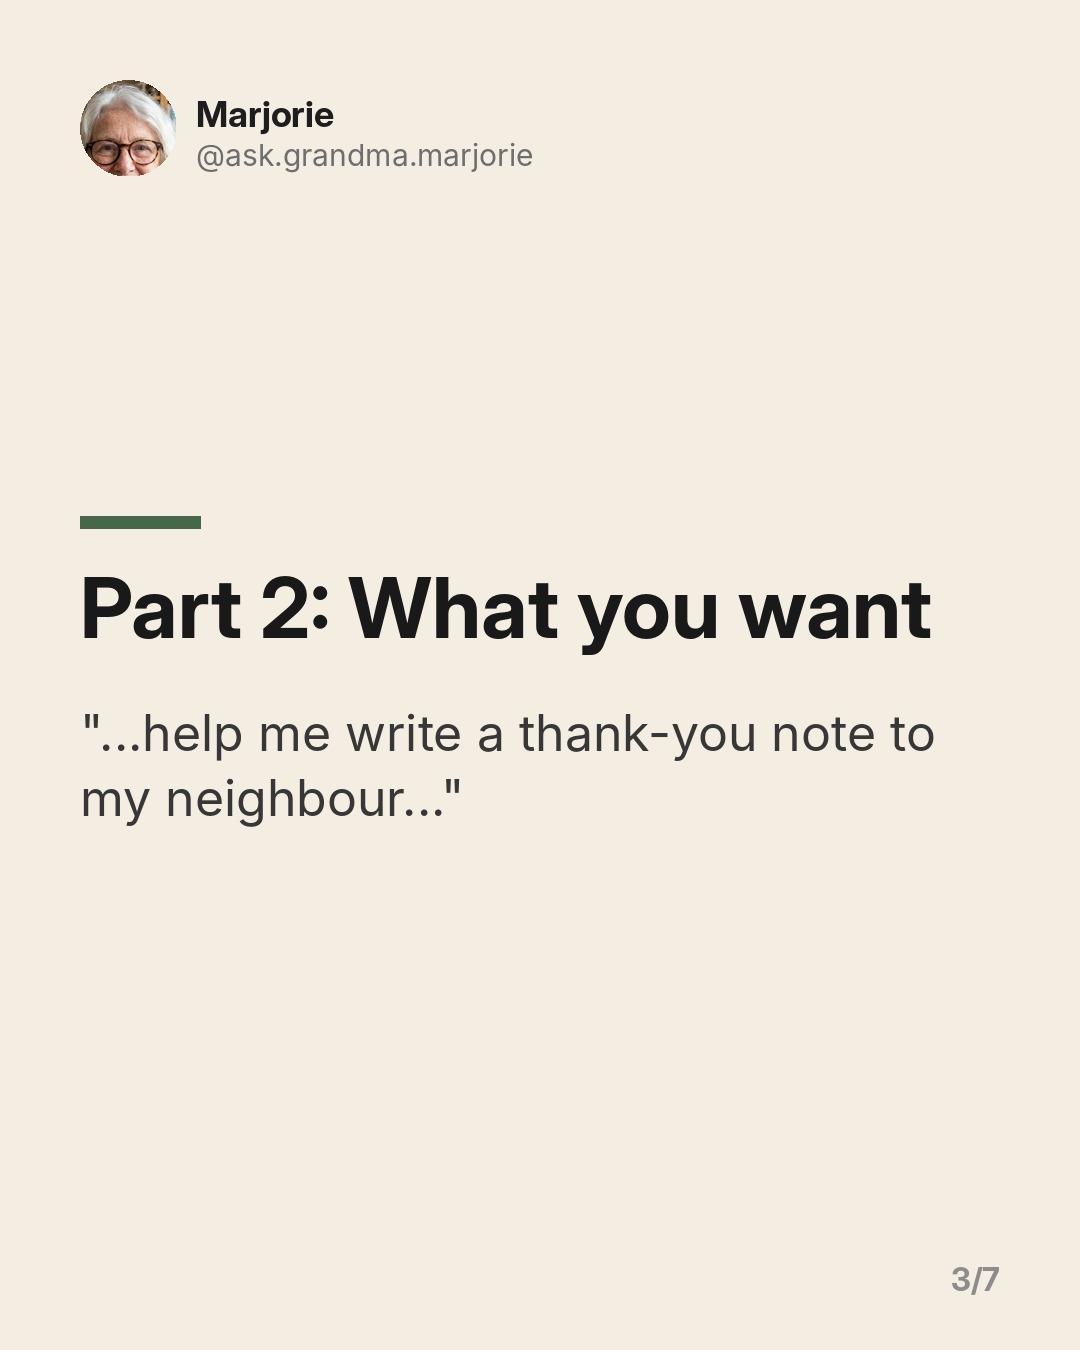 Marjorie
@ask.grandma.marjorie
Part 2: What you want
"...help me write a thank-you note to
my neighbour..."
3/7